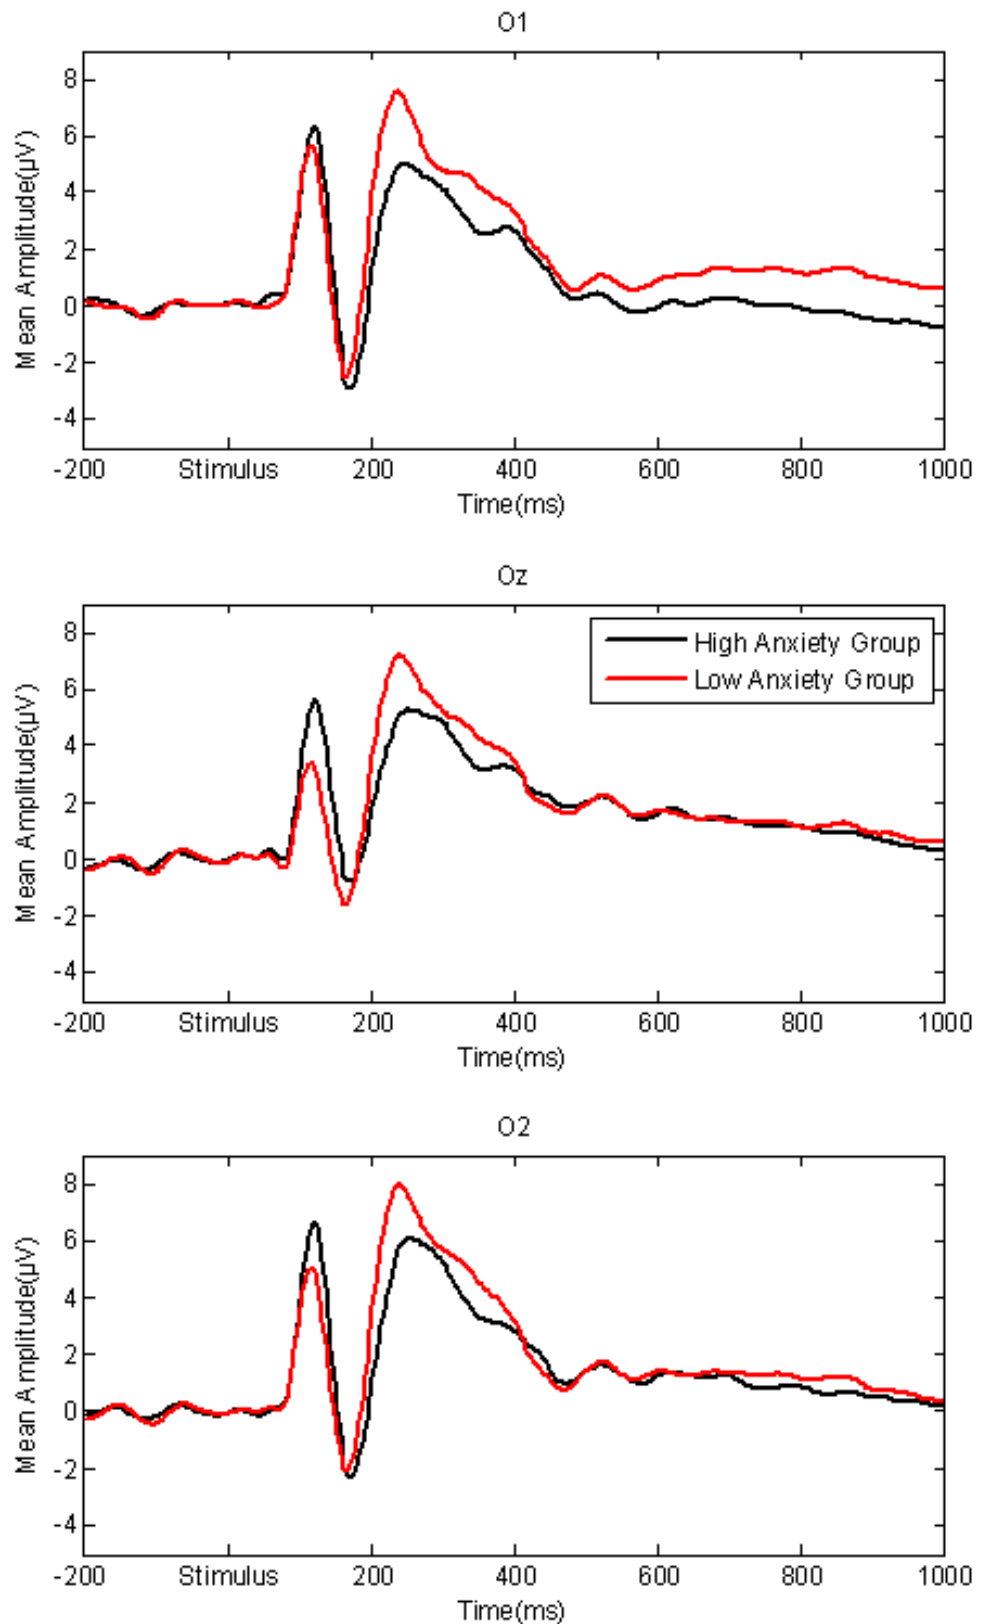 O1
Mean Amplitude(µV)
8
6
4
2
0
-2
-4
-200 Stimulus 200 400 600 800 1000
Time(ms)
Oz
Mean Amplitude(µV)
8
6
4
2
0
-2
-4
High Anxiety Group
Low Anxiety Group
-200 Stimulus 200 400 600 800 1000
Time(ms)
O2
Mean Amplitude(µV)
8
6
4
2
0
-2
-4
-200 Stimulus 200 400 600 800 1000
Time(ms)